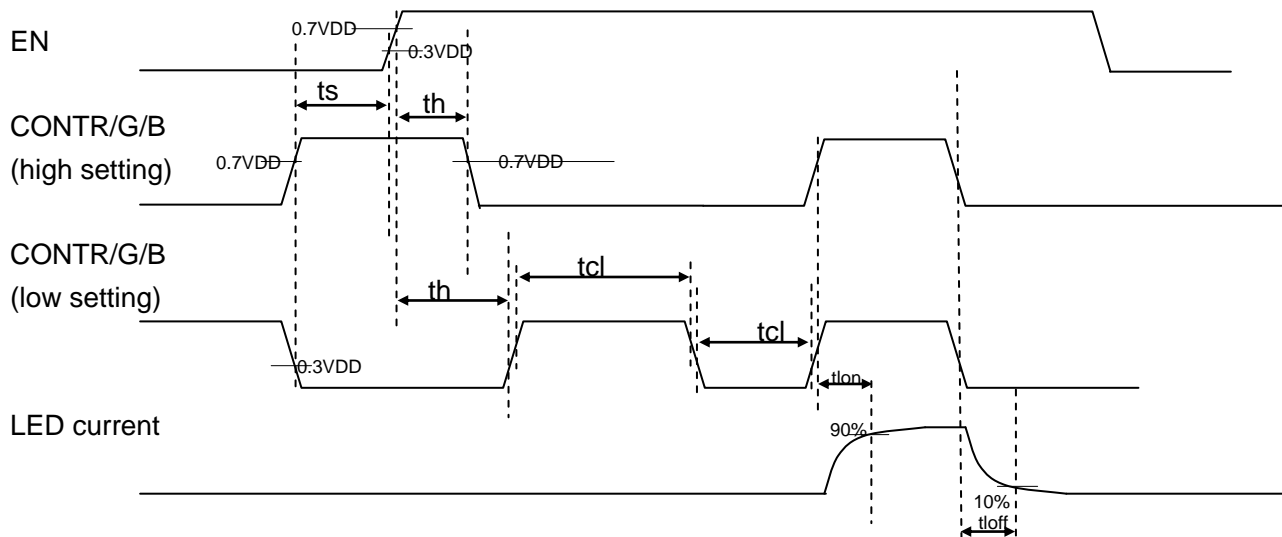 EN
0.7VDD
0.3VDD
ts
th
CONTR/G/B
(high setting)
0.7VDD
0.7VDD
CONTR/G/B
(low setting)
th
tcl
tcl
0.3VDD
tlon
LED current
90%
10%
tloff